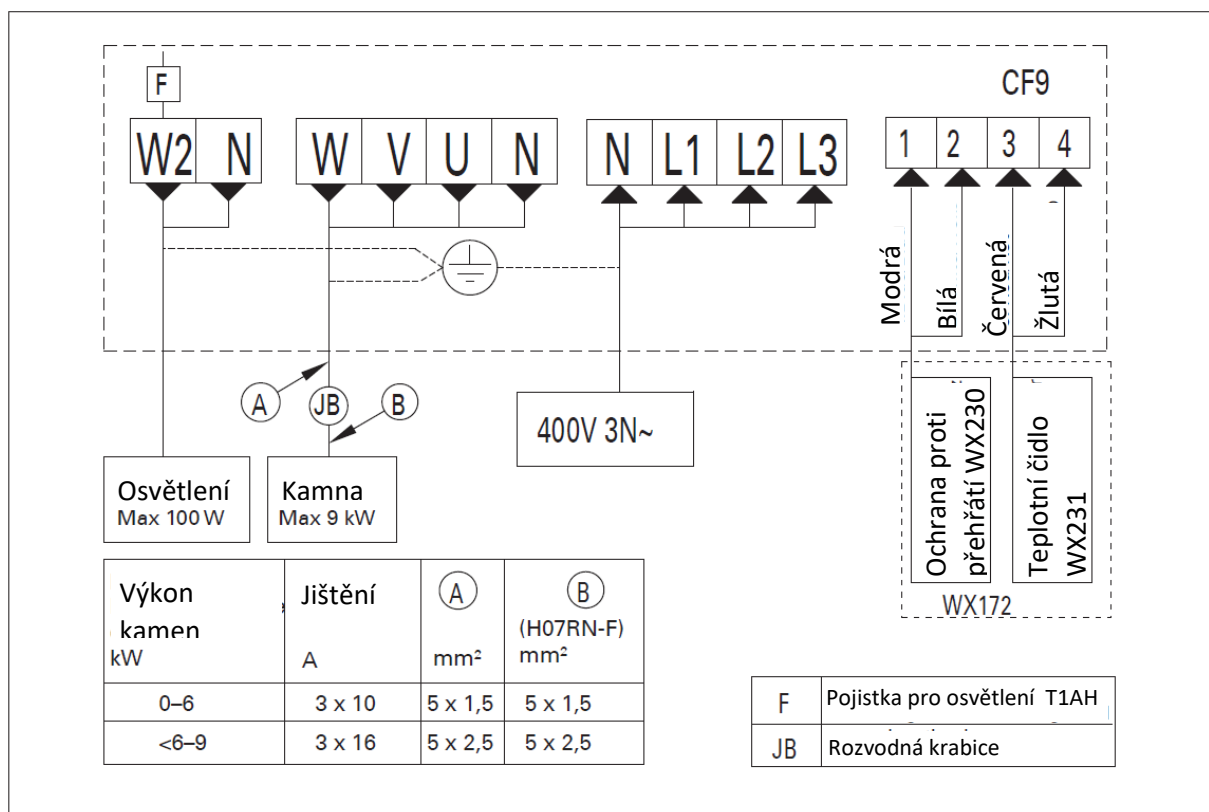 F
CF9
W2 N
W V U N
N L1 L2 L3
1 2 3 4
Modrá
Bílá
Červená
Žlutá
A
JB
B
400V 3N~
Osvětlení
Max 100 W
Kamna
Max 9 kW
Ochrana proti
přehřátí WX230
Teplotní čidlo
WX231
WX172
Výkon
kamen
kW
Jištění
A
A
mm²
B
(H07RN-F)
mm²
0–6 3 x 10 5 x 1,5 5 x 1,5
<6–9 3 x 16 5 x 2,5 5 x 2,5
F Pojistka pro osvětlení T1AH
JB Rozvodná krabice